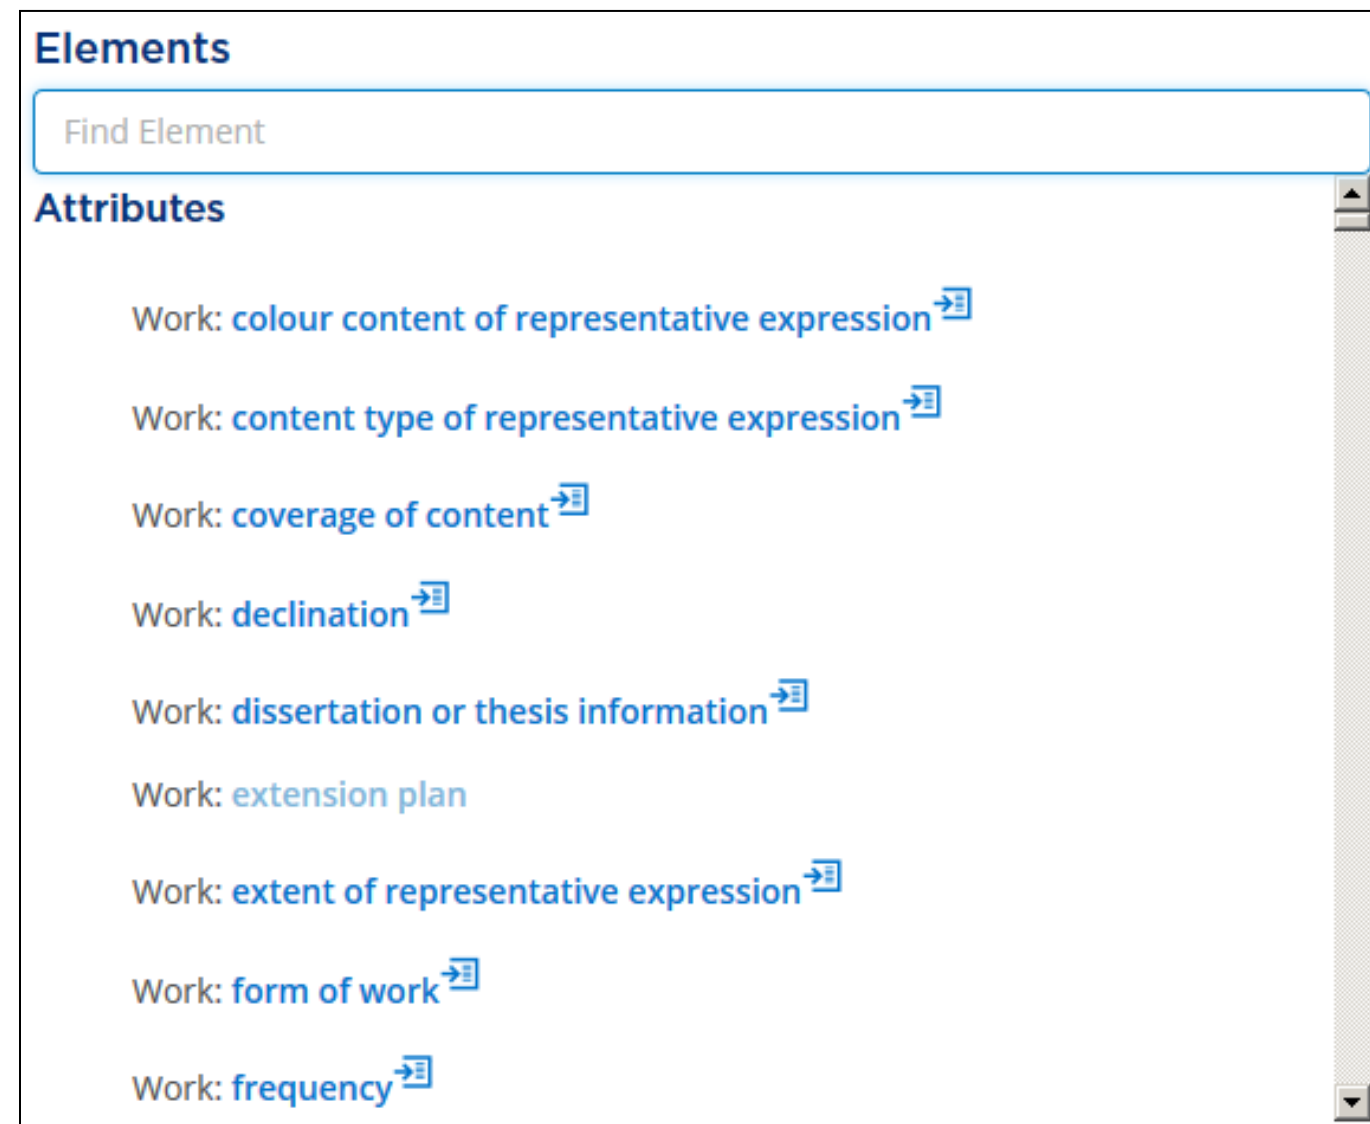 Elements
Find Element
Attributes
Work: colour content of representative expression
Work: content type of representative expression
Work: coverage of content
Work: declination
Work: dissertation or thesis information
Work: extension plan
Work: extent of representative expression
Work: form of work
Work: frequency